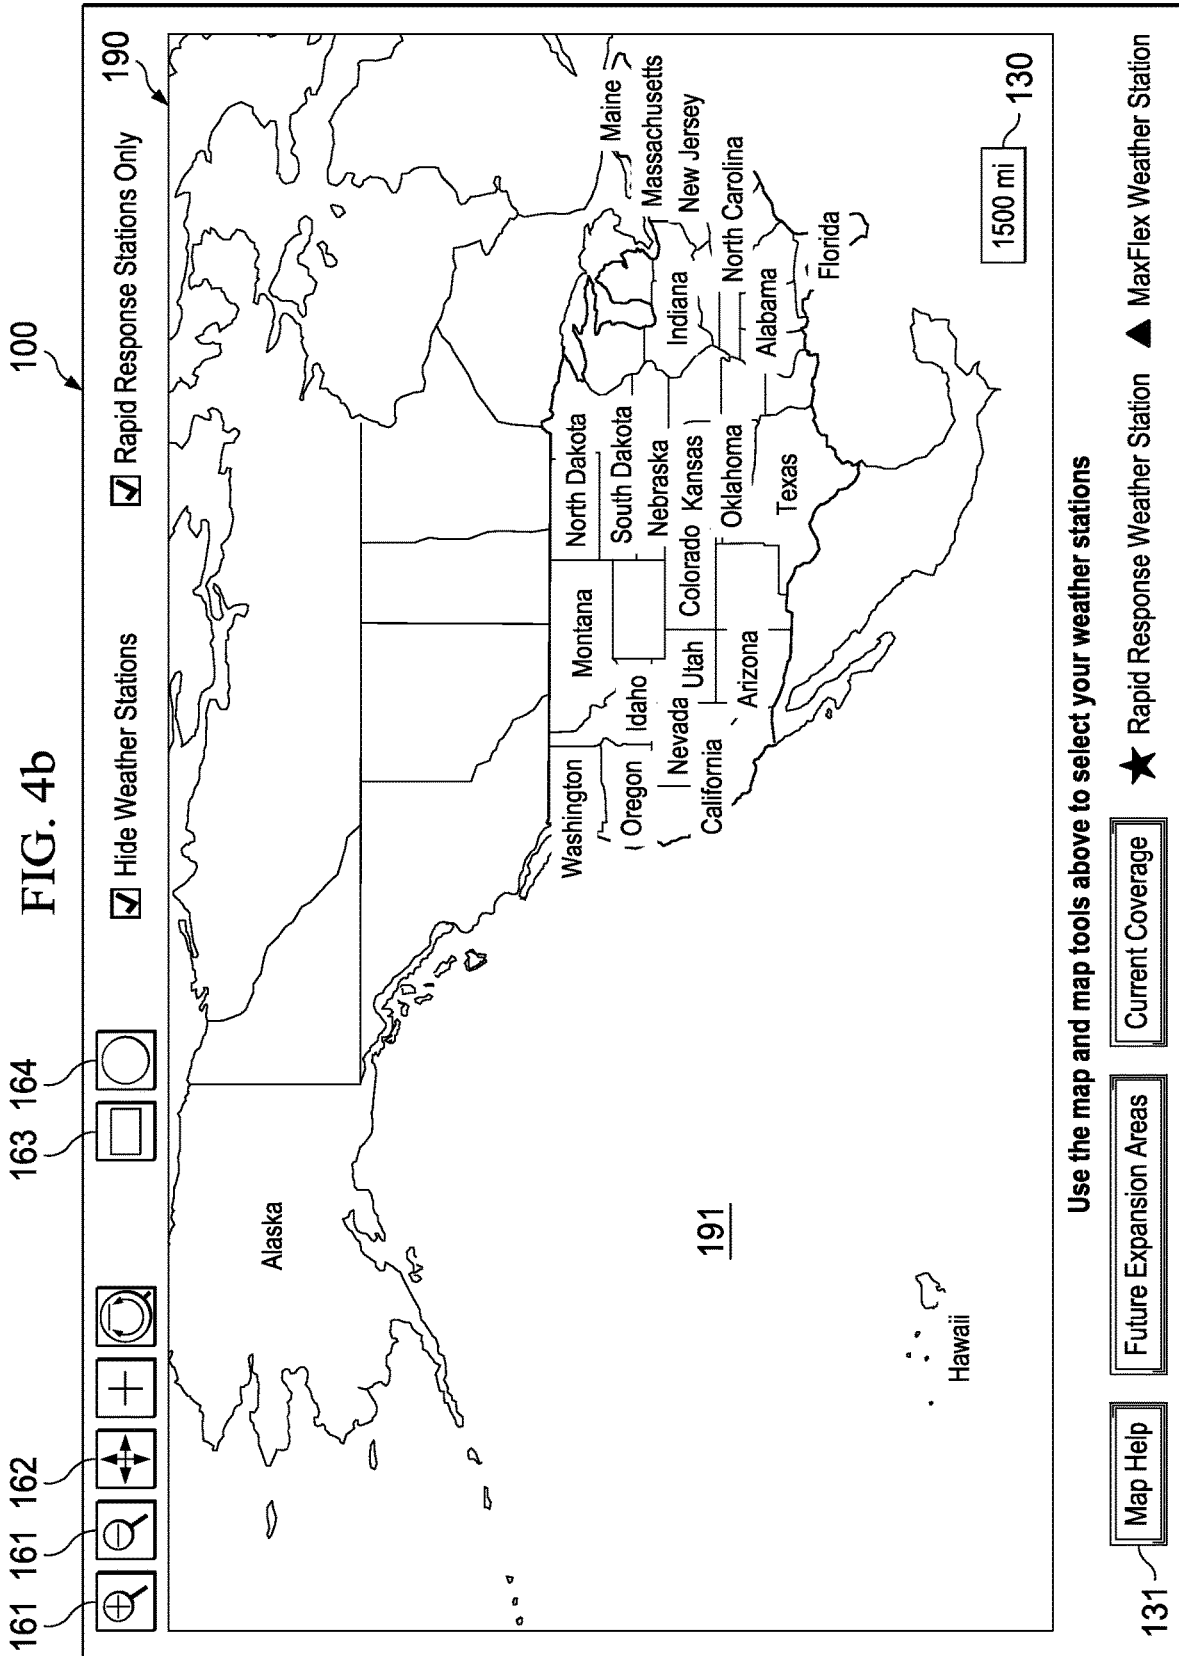 FIG. 4b
100
161
161
162
163
164
Hide Weather Stations
Rapid Response Stations Only
190
Alaska
Washington
Montana
North Dakota
Maine
Oregon
Idaho
South Dakota
Massachusetts
Nevada
Utah
Colorado
Nebraska
Kansas
Indiana
New Jersey
California
Arizona
Oklahoma
North Carolina
Texas
Alabama
Florida
191
Hawaii
1500 mi
130
Use the map and map tools above to select your weather stations
131
Map Help
Future Expansion Areas
Current Coverage
Rapid Response Weather Station
MaxFlex Weather Station